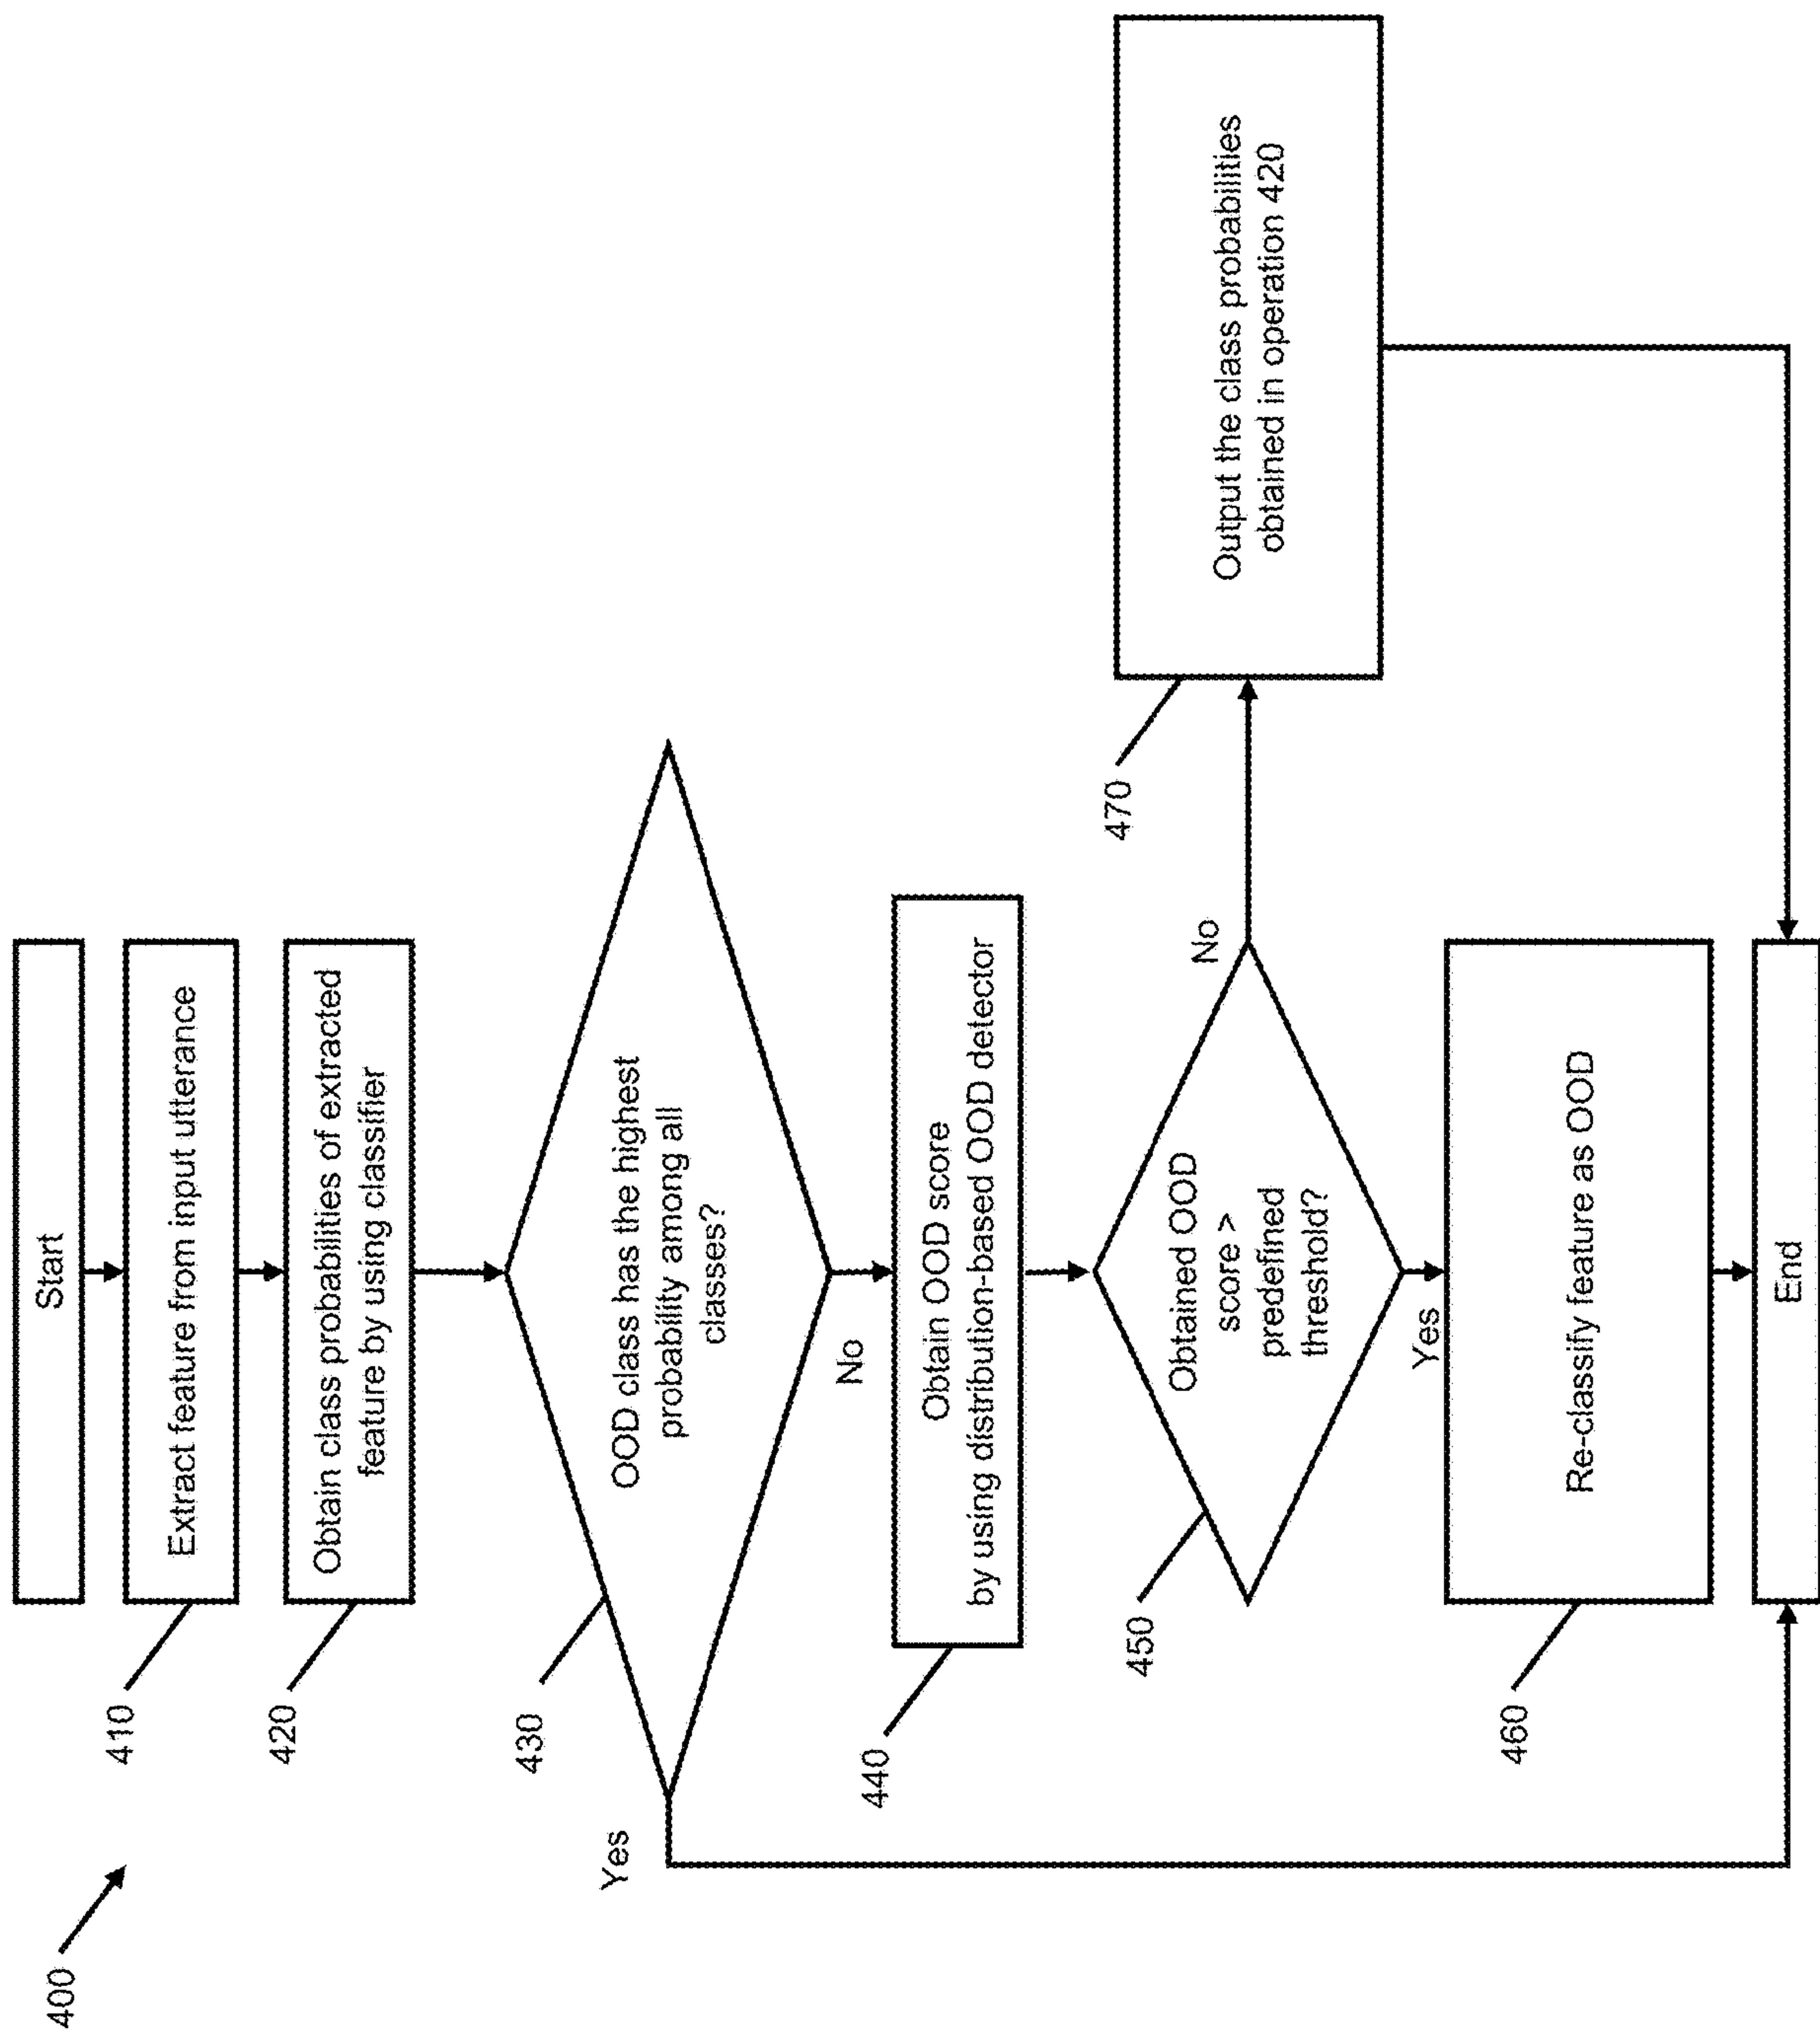 400
Start
410
Extract feature from input utterance
420
Obtain class probabilities of extracted
feature by using classifier
430
OOD class has the highest
probability among all
classes?
Yes
No
440
Obtain OOD score
by using distribution-based OOD detector
450
Obtained OOD
score >
predefined
threshold?
No
Yes
470
Output the class probabilities
obtained in operation 420
460
Re-classify feature as OOD
End